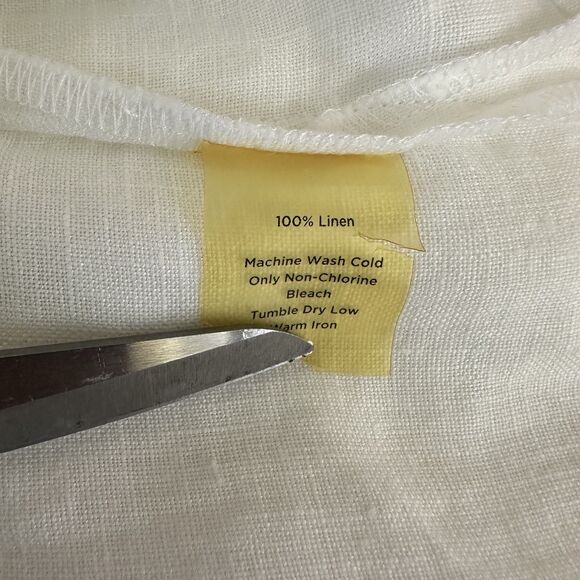 100% Linen
Machine Wash Cold
Only Non-Chlorine
Bleach
Tumble Dry Low
Warm Iron